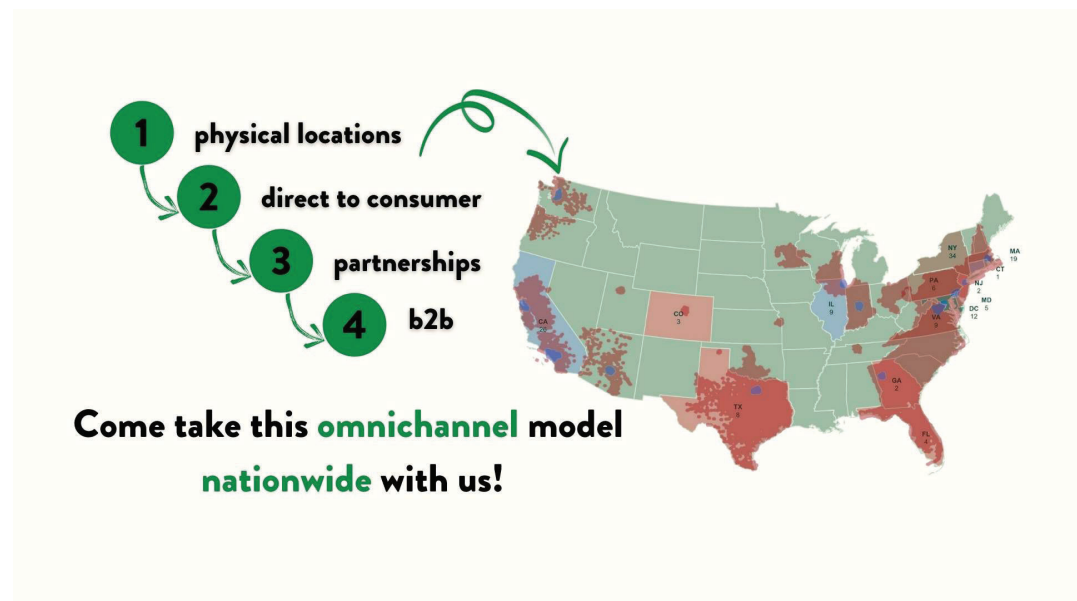 1
physical locations
2
direct to consumer
3
partnerships
4
b2b
Come take this omnichannel model
nationwide with us!
NY
34
MA
19
CT
1
PA
6
NJ
2
MD
5
DC
12
IL
9
CO
3
CA
VA
GA
2
TX
FL